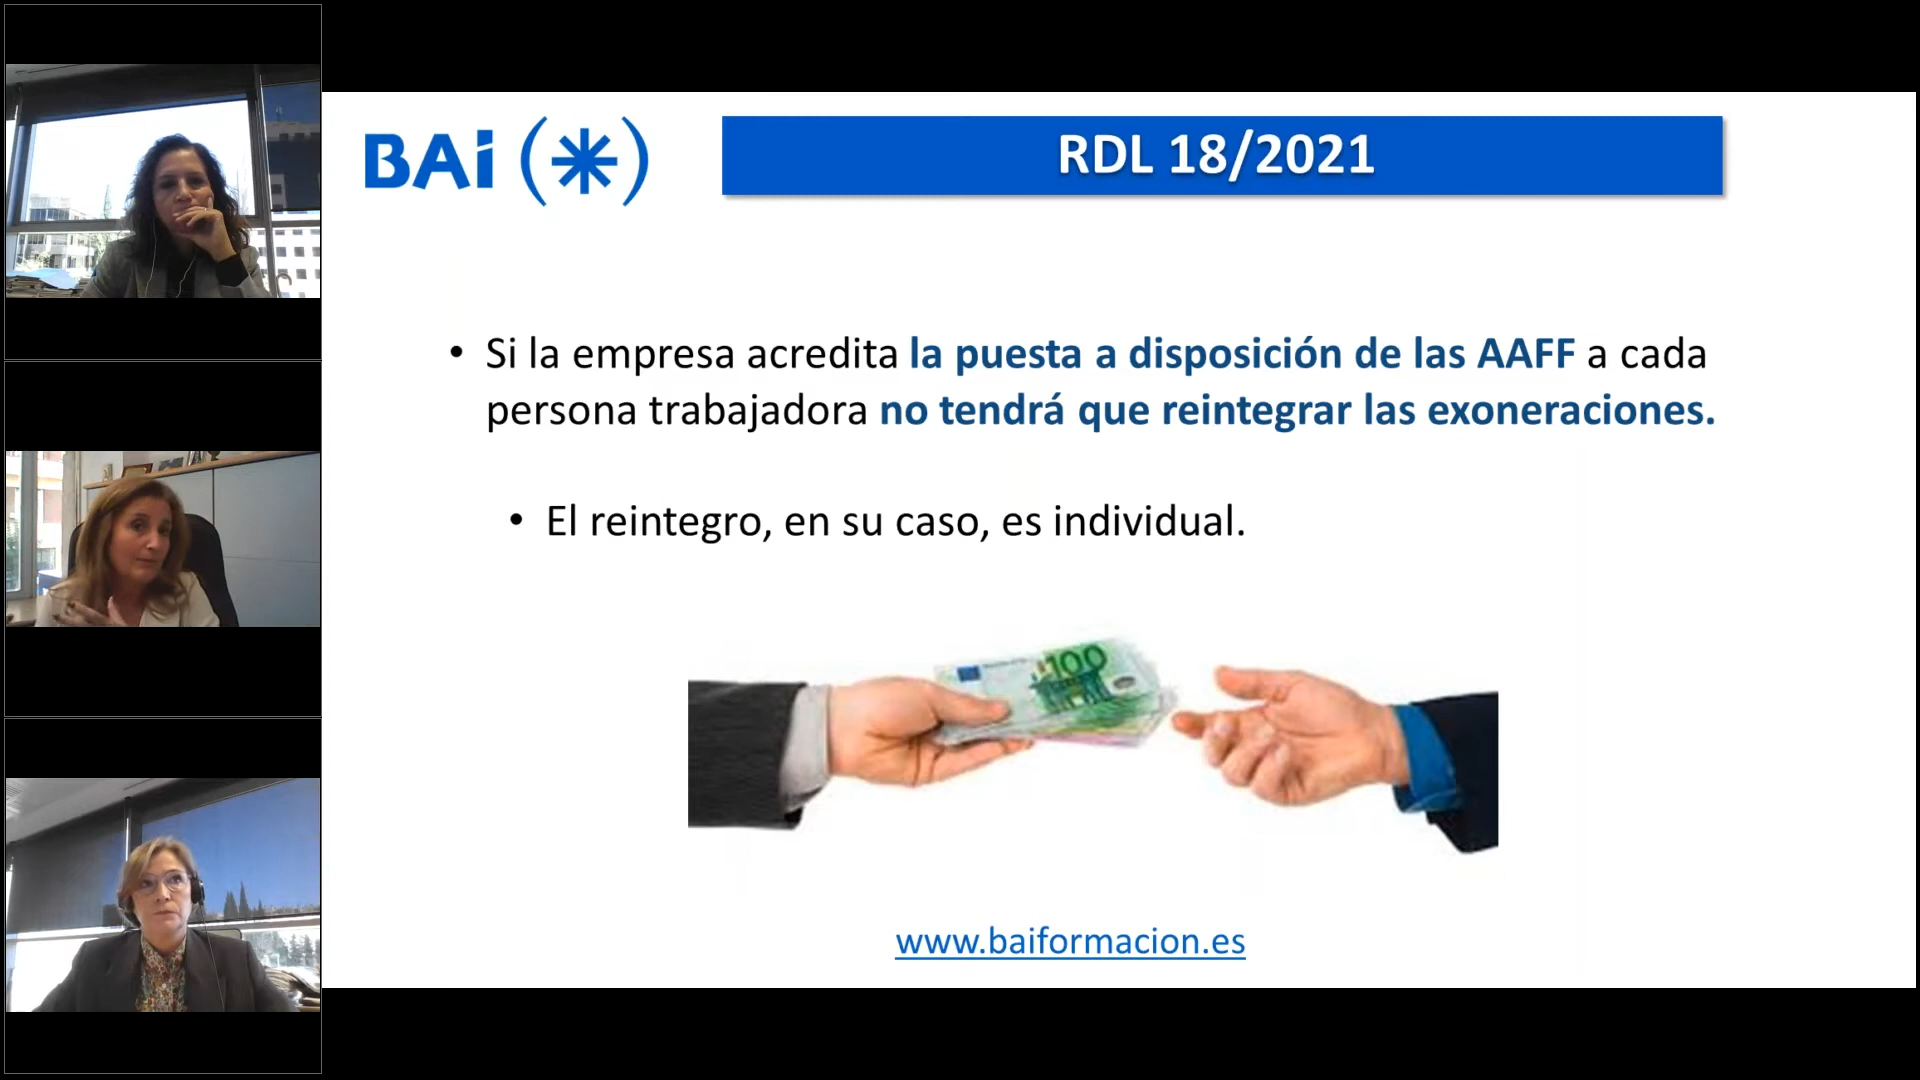 BAi (*)
RDL 18/2021
• Si la empresa acredita la puesta a disposición de las AAFF a cada
persona trabajadora no tendrá que reintegrar las exoneraciones.
• El reintegro, en su caso, es individual.
100
www.baiformacion.es